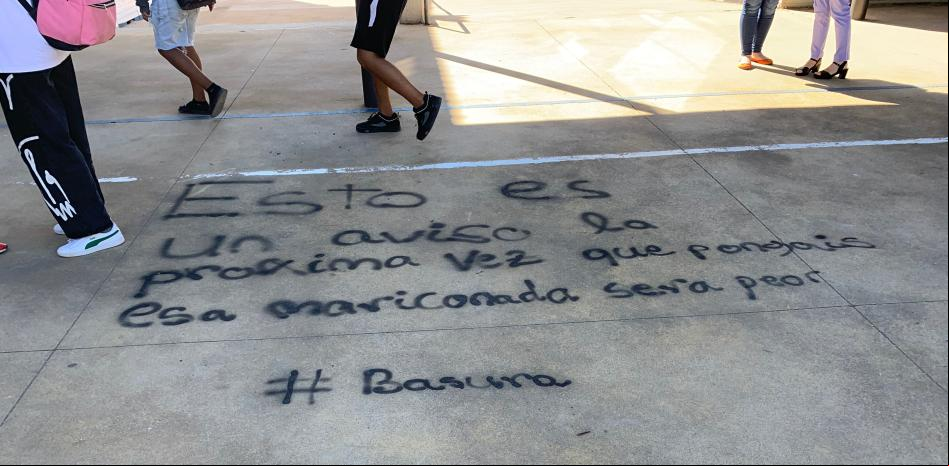 Esto es
un aviso la
proxima vez que pongais
esa mariconada sera peor
# Basura